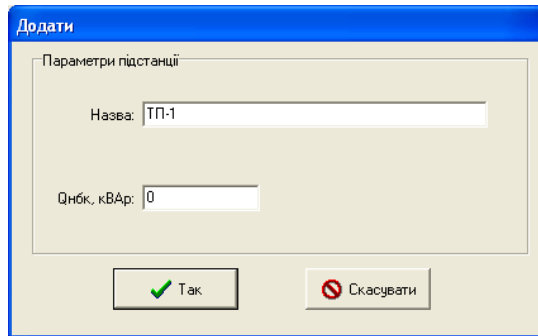 Додати
Параметри підстанції
Назва: ТП-1
Qнбк, кВАр: 0
Так
Скасувати